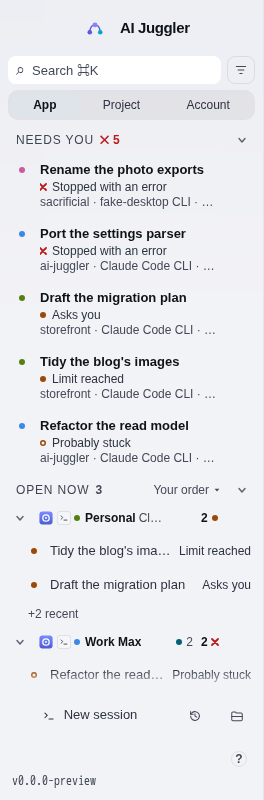 AI Juggler
Search ⌘K
App Project Account
NEEDS YOU 5
Rename the photo exports
Stopped with an error
sacrificial · fake-desktop CLI · …
Port the settings parser
Stopped with an error
ai-juggler · Claude Code CLI · …
Draft the migration plan
Asks you
storefront · Claude Code CLI · …
Tidy the blog's images
Limit reached
storefront · Claude Code CLI · …
Refactor the read model
Probably stuck
ai-juggler · Claude Code CLI · …
OPEN NOW 3 Your order
Personal Cl… 2
Tidy the blog's ima… Limit reached
Draft the migration plan Asks you
+2 recent
Work Max 2 2
Refactor the read… Probably stuck
New session
?
v0.0.0-preview